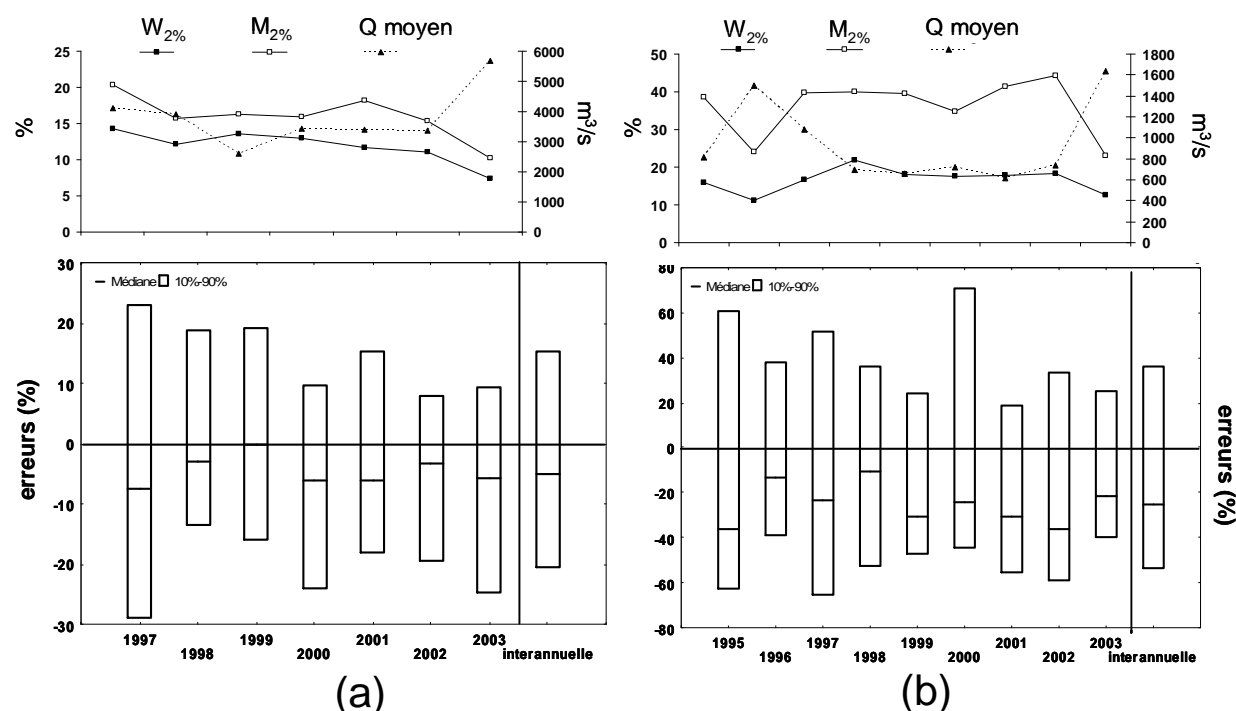 W2% M2% Q moyen
25 20 15 10 5 0
%
6000 5000 4000 3000 2000 1000 0
m³/s
30 20 10 0 -10 -20 -30
erreurs (%)
Médiane 10%-90%
1997 1998 1999 2000 2001 2002 2003 interannuelle
(a)
W2% M2% Q moyen
50 40 30 20 10 0
%
1800 1600 1400 1200 1000 800 600 400 200 0
m³/s
80 60 40 20 0 -20 -40 -60 -80
Médiane 10%-90%
erreurs (%)
1995 1996 1997 1998 1999 2000 2001 2002 2003 interannuelle
(b)